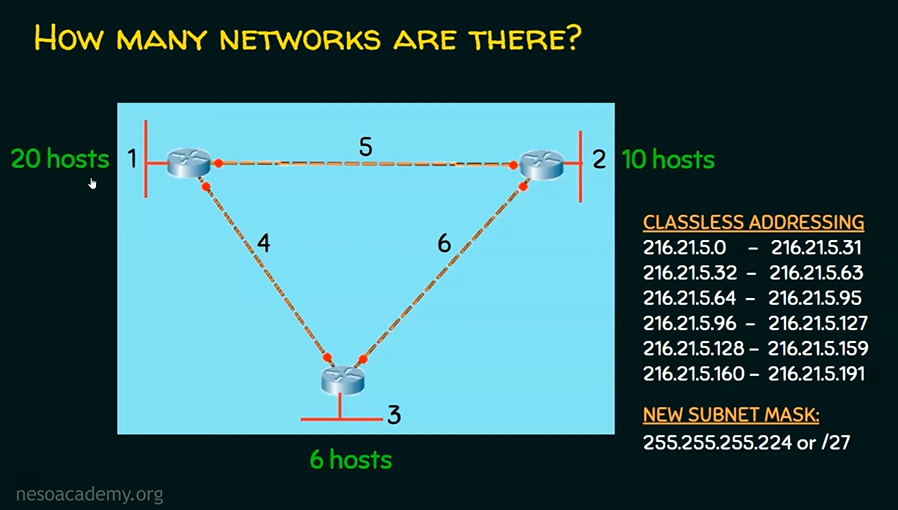 HOW MANY NETWORKS ARE THERE?
20 hosts
1
5
2
10 hosts
4
6
3
6 hosts
CLASSLESS ADDRESSING
216.21.5.0 – 216.21.5.31
216.21.5.32 – 216.21.5.63
216.21.5.64 – 216.21.5.95
216.21.5.96 – 216.21.5.127
216.21.5.128 – 216.21.5.159
216.21.5.160 – 216.21.5.191
NEW SUBNET MASK:
255.255.255.224 or /27
nesoacademy.org